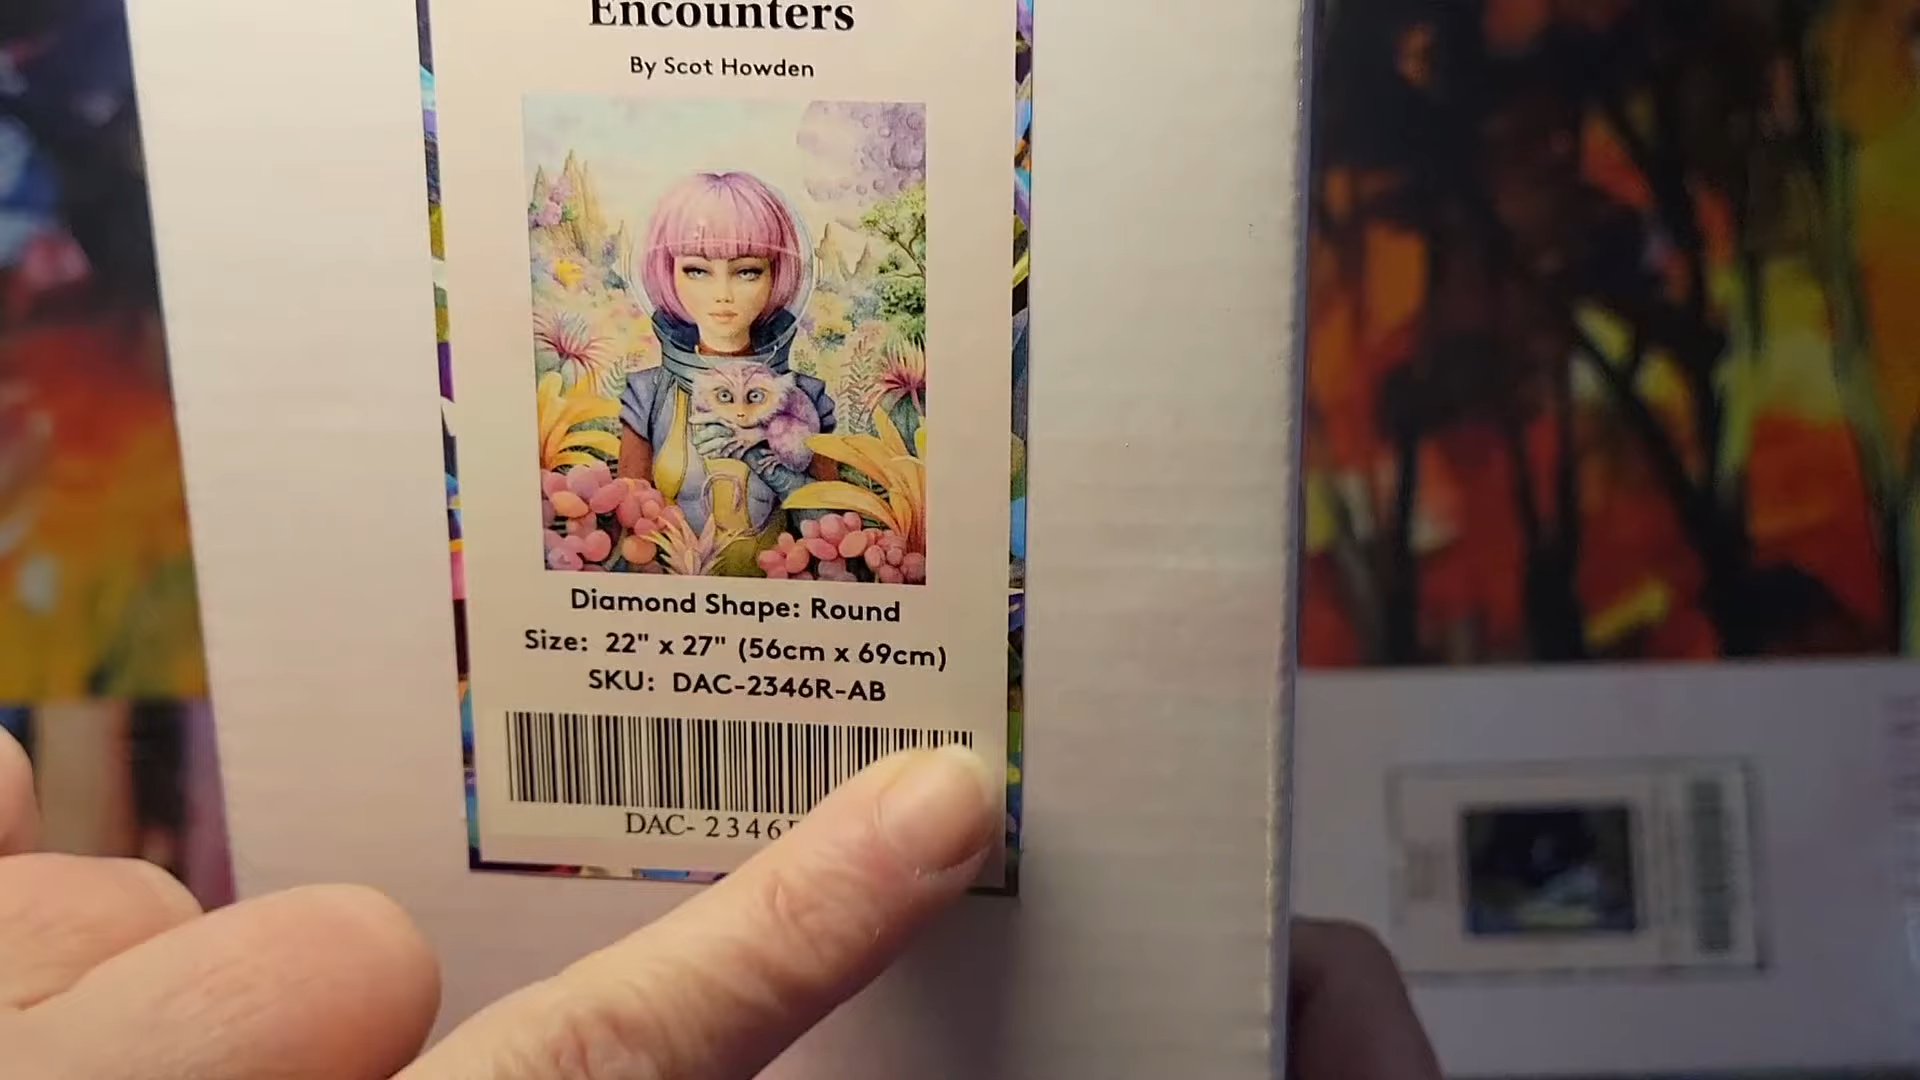 Encounters
By Scot Howden
Diamond Shape: Round
Size: 22" x 27" (56cm x 69cm)
SKU: DAC-2346R-AB
DAC- 2346